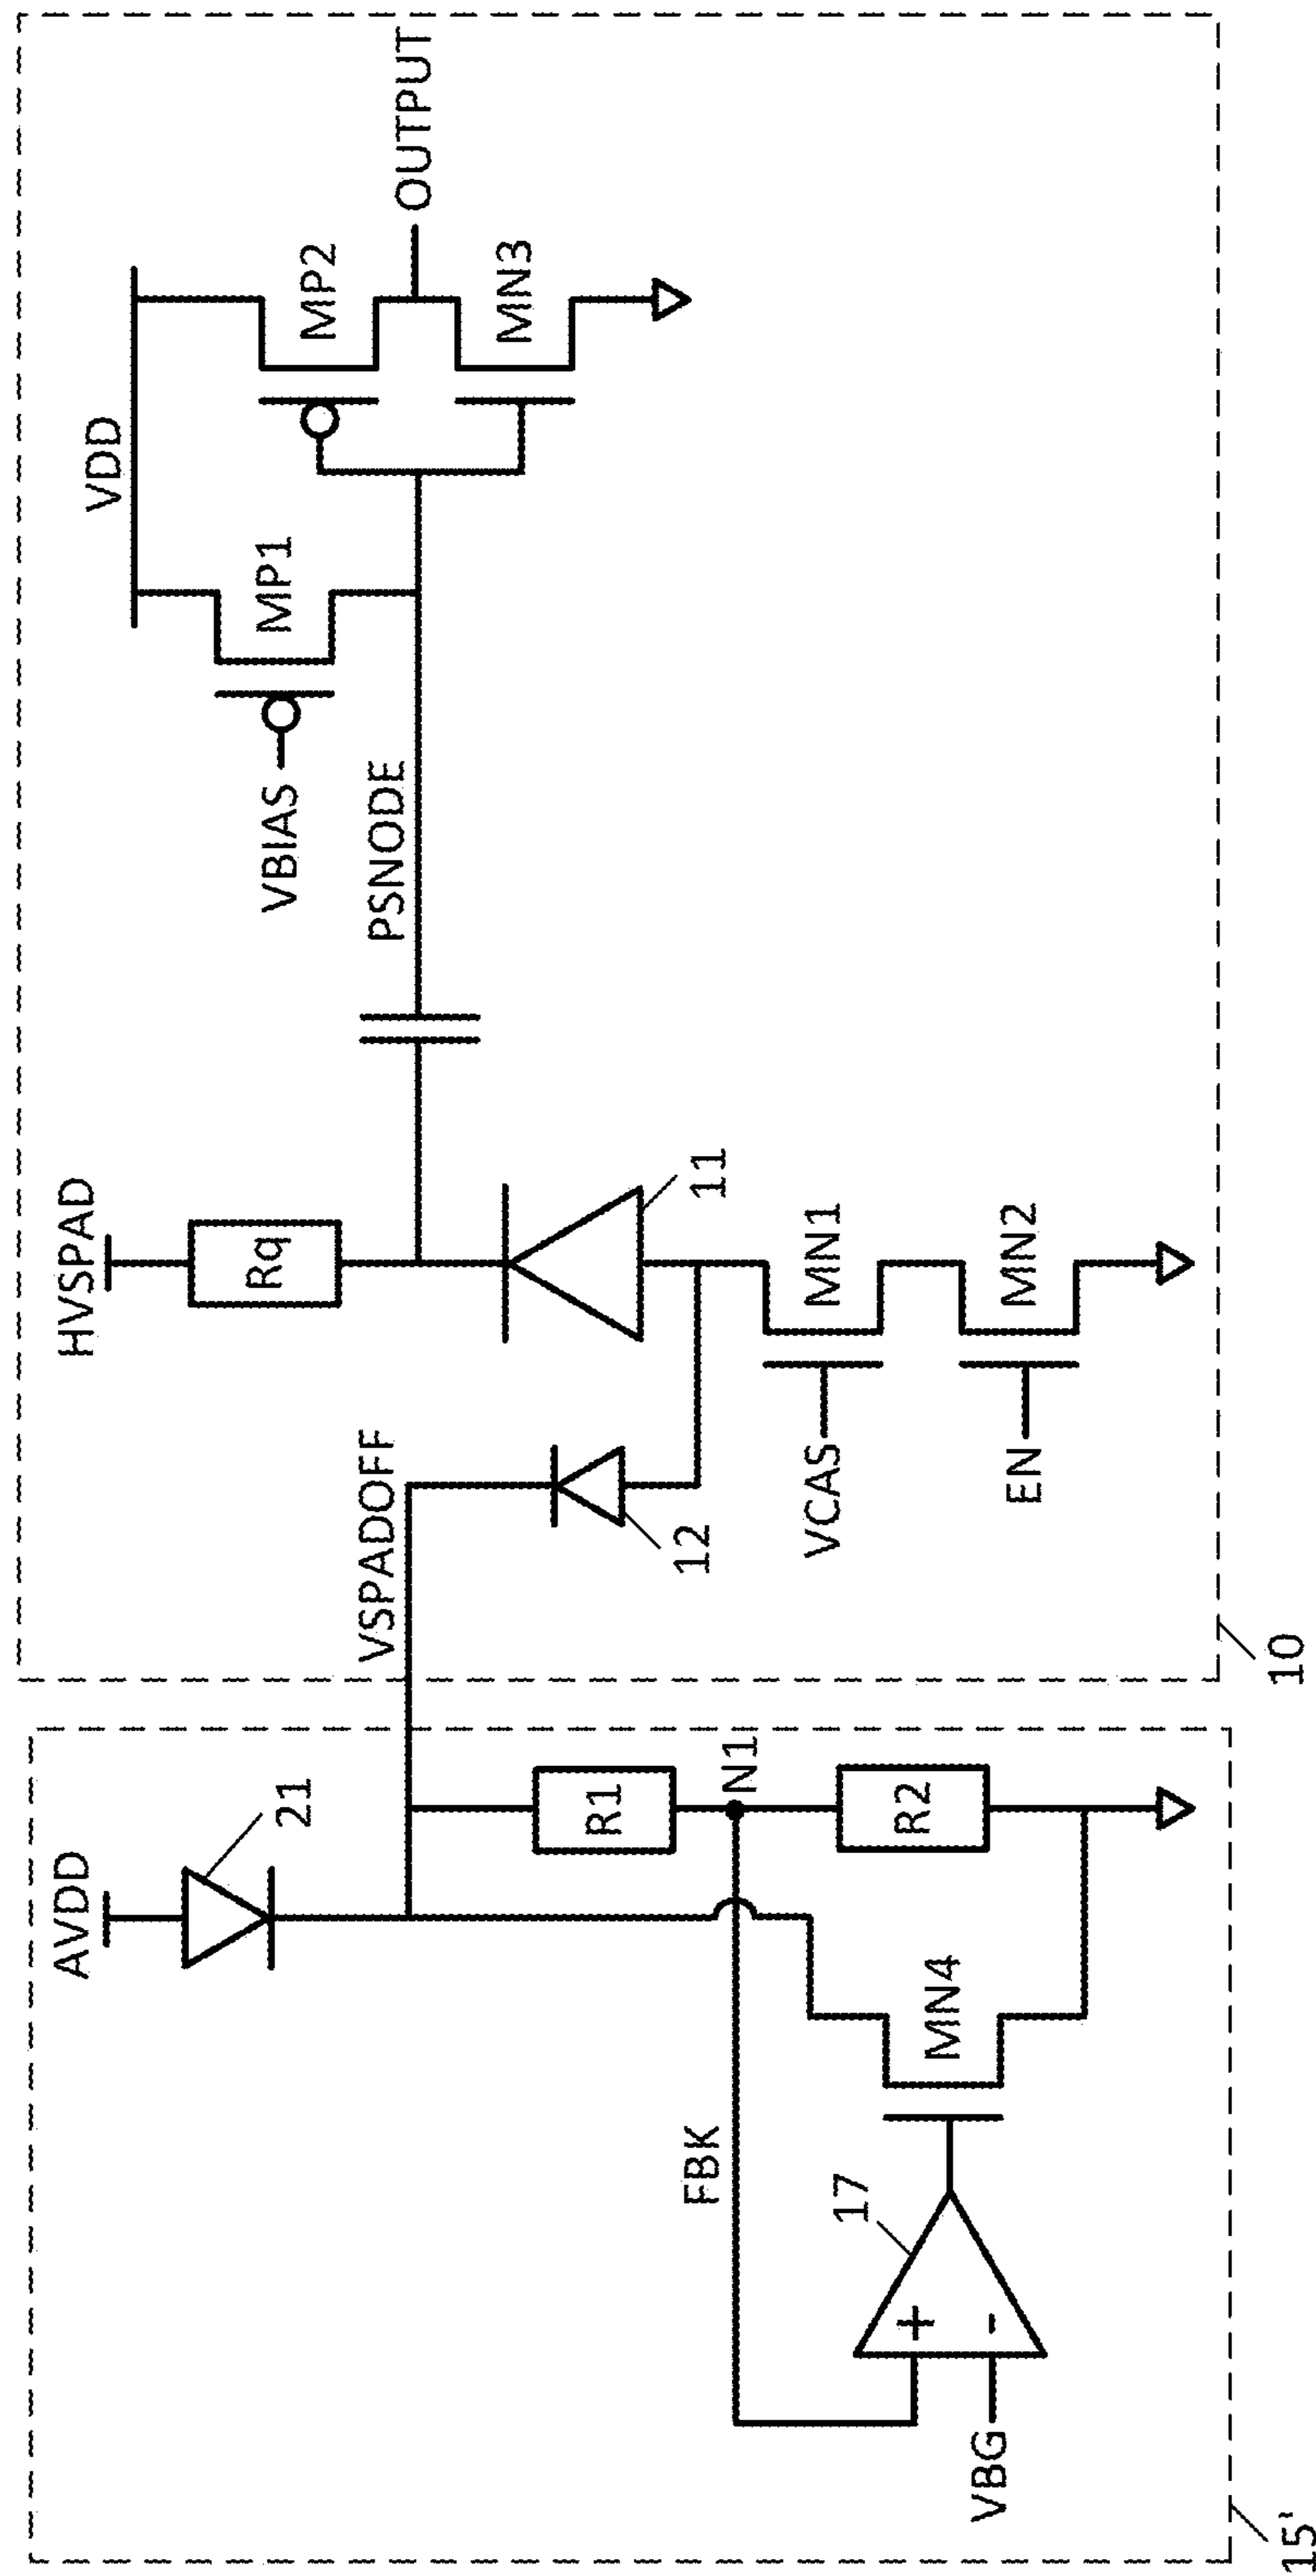 AVDD
21
VSPADOFF
R1
N1
R2
FBK
MN4
17
+
-
VBG
15'
HVSPAD
Rq
11
12
MN1
VCAS
MN2
EN
10
PSNODE
VBIAS
MP1
VDD
MP2
MN3
OUTPUT